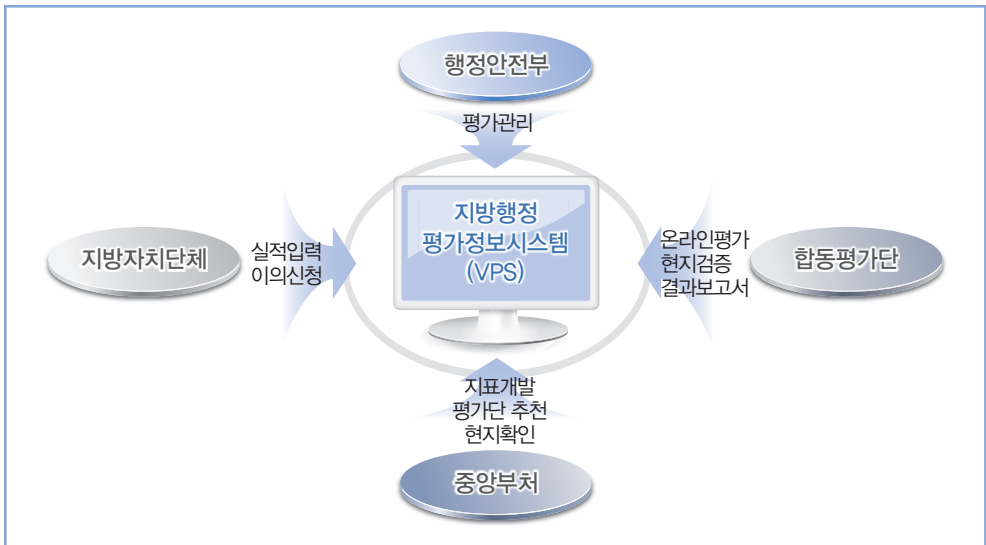 행정안전부
평가관리
지방행정
평가정보시스템
(VPS)
지방자치단체
실적입력
이의신청
온라인평가
현지검증
결과보고서
합동평가단
지표개발
평가단 추천
현지확인
중앙부처